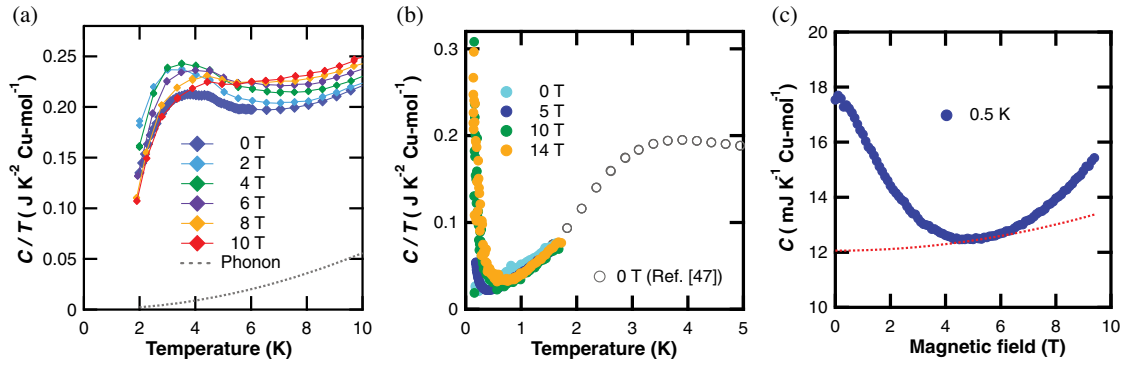 (a)
C / T ( J K-2 Cu-mol-1)
0.25
0.20
0.15
0.10
0.05
0
0 T
2 T
4 T
6 T
8 T
10 T
Phonon
0 2 4 6 8 10
Temperature (K)
(b)
C / T ( J K-2 Cu-mol-1)
0.3
0.2
0.1
0
0 T
5 T
10 T
14 T
0 T (Ref. [47])
0 1 2 3 4 5
Temperature (K)
(c)
C ( mJ K-1 Cu-mol-1)
20
18
16
14
12
10
0.5 K
0 2 4 6 8 10
Magnetic field (T)